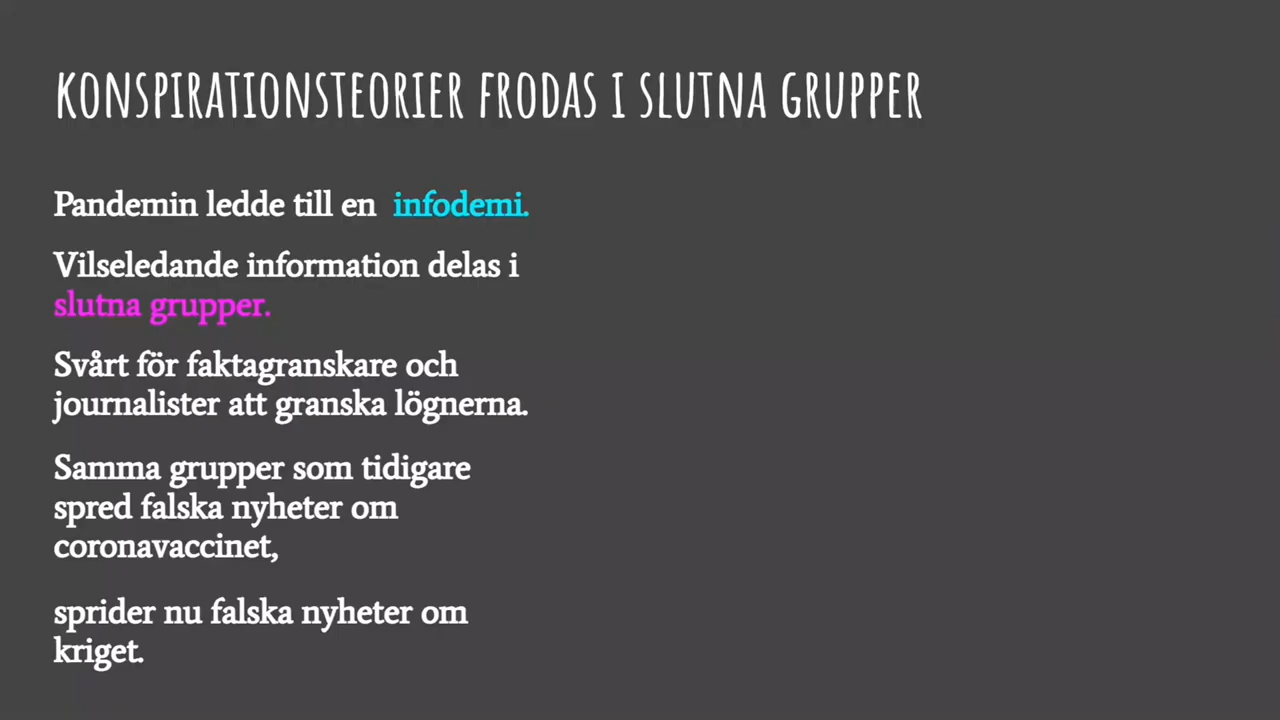 KONSPIRATIONSTEORIER FRODAS I SLUTNA GRUPPER
Pandemin ledde till en infodemi.
Vilseledande information delas i
slutna grupper.
Svårt för faktagranskare och
journalister att granska lögnerna.
Samma grupper som tidigare
spred falska nyheter om
coronavaccinet,
sprider nu falska nyheter om
kriget.